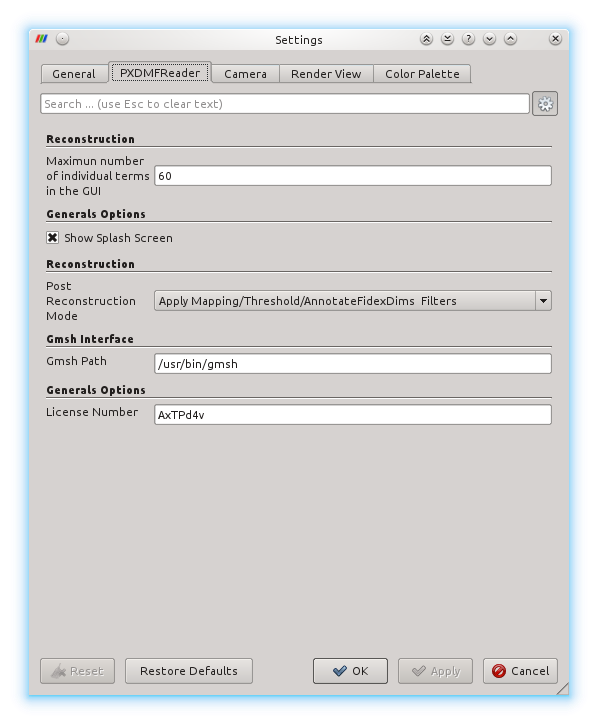 Settings
General PXDMFReader Camera Render View Color Palette
Search ... (use Esc to clear text)
Reconstruction
Maximun number
of individual terms
in the GUI
60
Generals Options
Show Splash Screen
Reconstruction
Post
Reconstruction
Mode
Apply Mapping/Threshold/AnnotateFidexDims Filters
Gmsh Interface
Gmsh Path /usr/bin/gmsh
Generals Options
License Number AxTPd4v
Reset Restore Defaults OK Apply Cancel